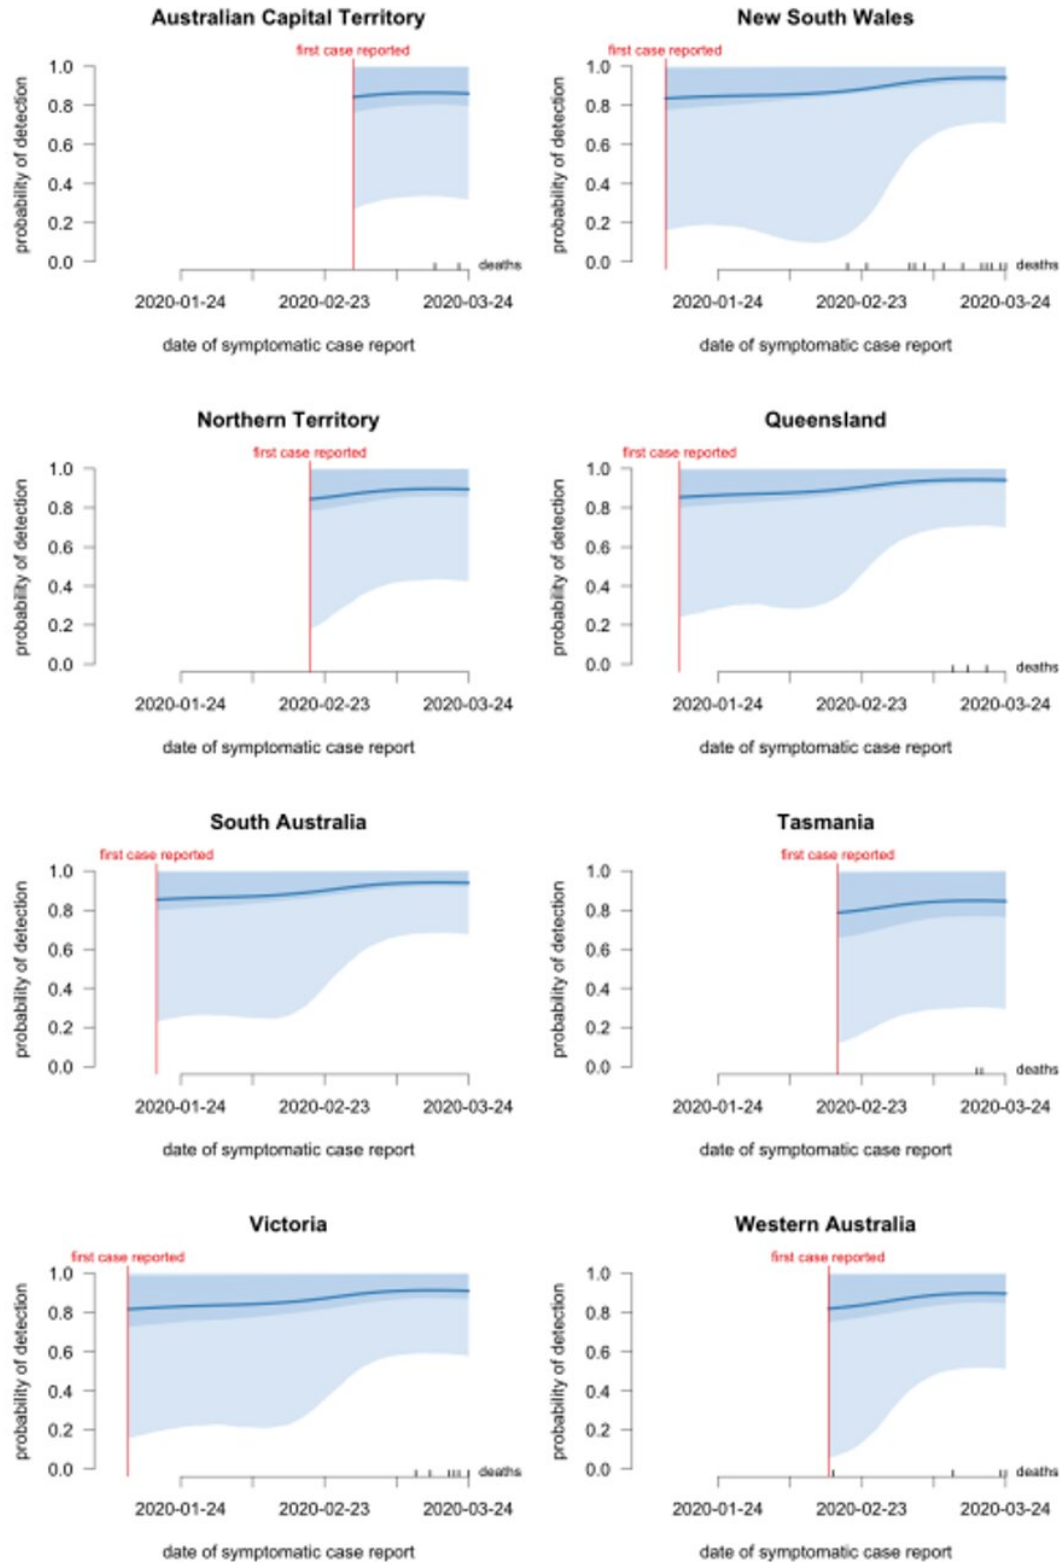 Australian Capital Territory
first case reported
probability of detection
1.0
0.8
0.6
0.4
0.2
0.0
deaths
2020-01-24 2020-02-23 2020-03-24
date of symptomatic case report
New South Wales
first case reported
probability of detection
1.0
0.8
0.6
0.4
0.2
0.0
deaths
2020-01-24 2020-02-23 2020-03-24
date of symptomatic case report
Northern Territory
first case reported
probability of detection
1.0
0.8
0.6
0.4
0.2
0.0
2020-01-24 2020-02-23 2020-03-24
date of symptomatic case report
Queensland
first case reported
probability of detection
1.0
0.8
0.6
0.4
0.2
0.0
deaths
2020-01-24 2020-02-23 2020-03-24
date of symptomatic case report
South Australia
first case reported
probability of detection
1.0
0.8
0.6
0.4
0.2
0.0
2020-01-24 2020-02-23 2020-03-24
date of symptomatic case report
Tasmania
first case reported
probability of detection
1.0
0.8
0.6
0.4
0.2
0.0
deaths
2020-01-24 2020-02-23 2020-03-24
date of symptomatic case report
Victoria
first case reported
probability of detection
1.0
0.8
0.6
0.4
0.2
0.0
deaths
2020-01-24 2020-02-23 2020-03-24
date of symptomatic case report
Western Australia
first case reported
probability of detection
1.0
0.8
0.6
0.4
0.2
0.0
deaths
2020-01-24 2020-02-23 2020-03-24
date of symptomatic case report